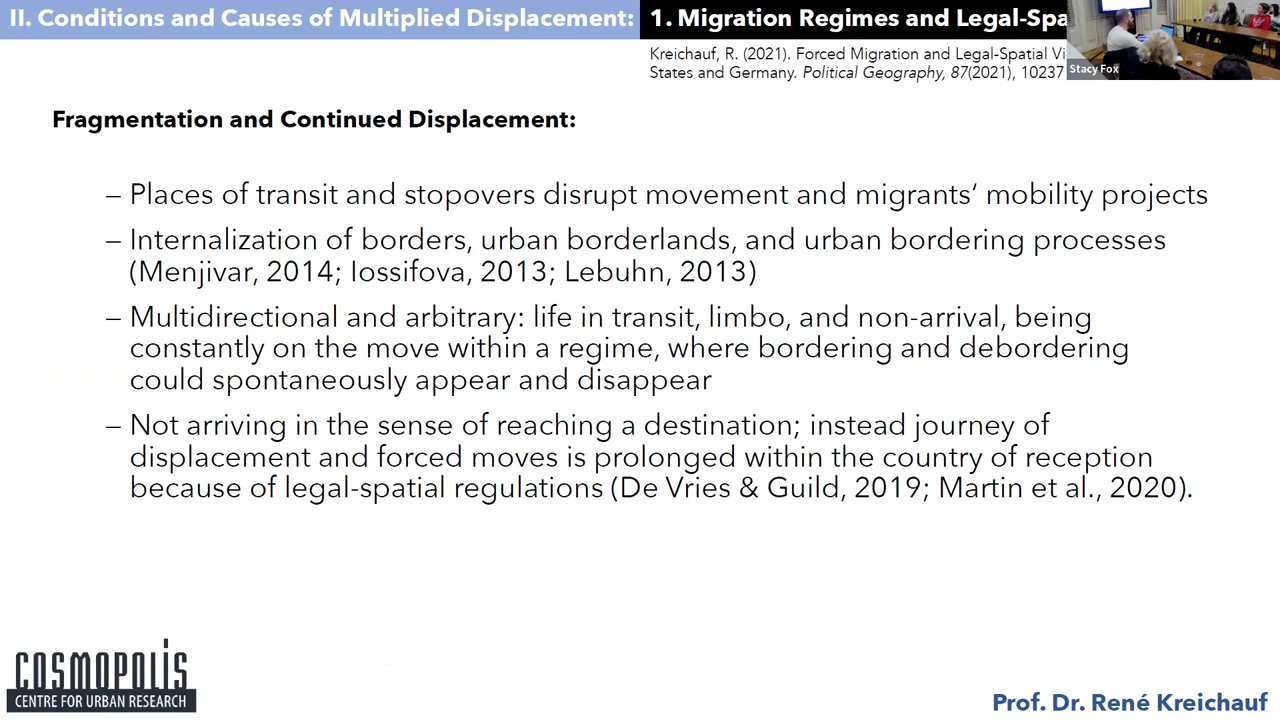 II. Conditions and Causes of Multiplied Displacement:
1. Migration Regimes and Legal-Spa
Kreichauf, R. (2021). Forced Migration and Legal-Spatial Vi
States and Germany. Political Geography, 87(2021), 10237
Stacy Fox
Fragmentation and Continued Displacement:
– Places of transit and stopovers disrupt movement and migrants‘ mobility projects
– Internalization of borders, urban borderlands, and urban bordering processes
(Menjivar, 2014; Iossifova, 2013; Lebuhn, 2013)
– Multidirectional and arbitrary: life in transit, limbo, and non-arrival, being
constantly on the move within a regime, where bordering and debordering
could spontaneously appear and disappear
– Not arriving in the sense of reaching a destination; instead journey of
displacement and forced moves is prolonged within the country of reception
because of legal-spatial regulations (De Vries & Guild, 2019; Martin et al., 2020).
COSMOPOLIS
CENTRE FOR URBAN RESEARCH
Prof. Dr. René Kreichauf